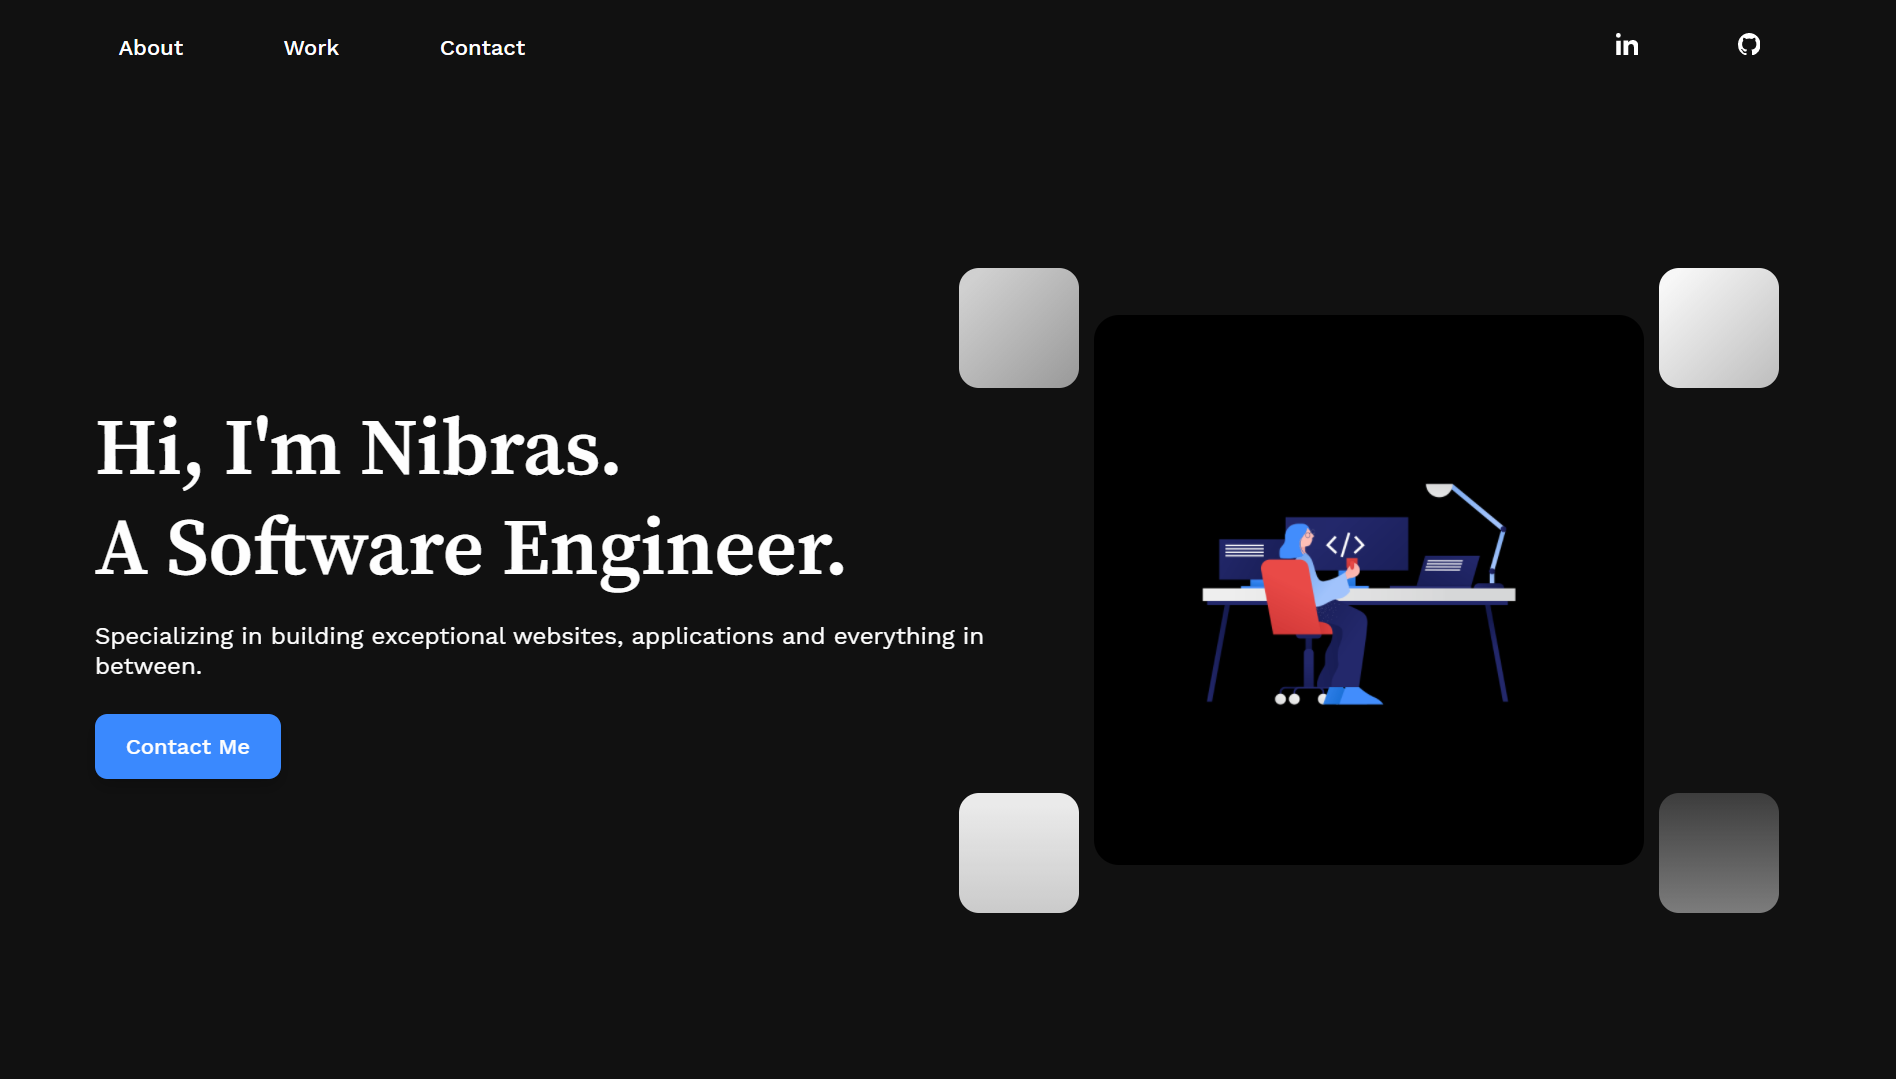 About Work Contact in
Hi, I'm Nibras.
A Software Engineer.
Specializing in building exceptional websites, applications and everything in
between.
Contact Me
</>